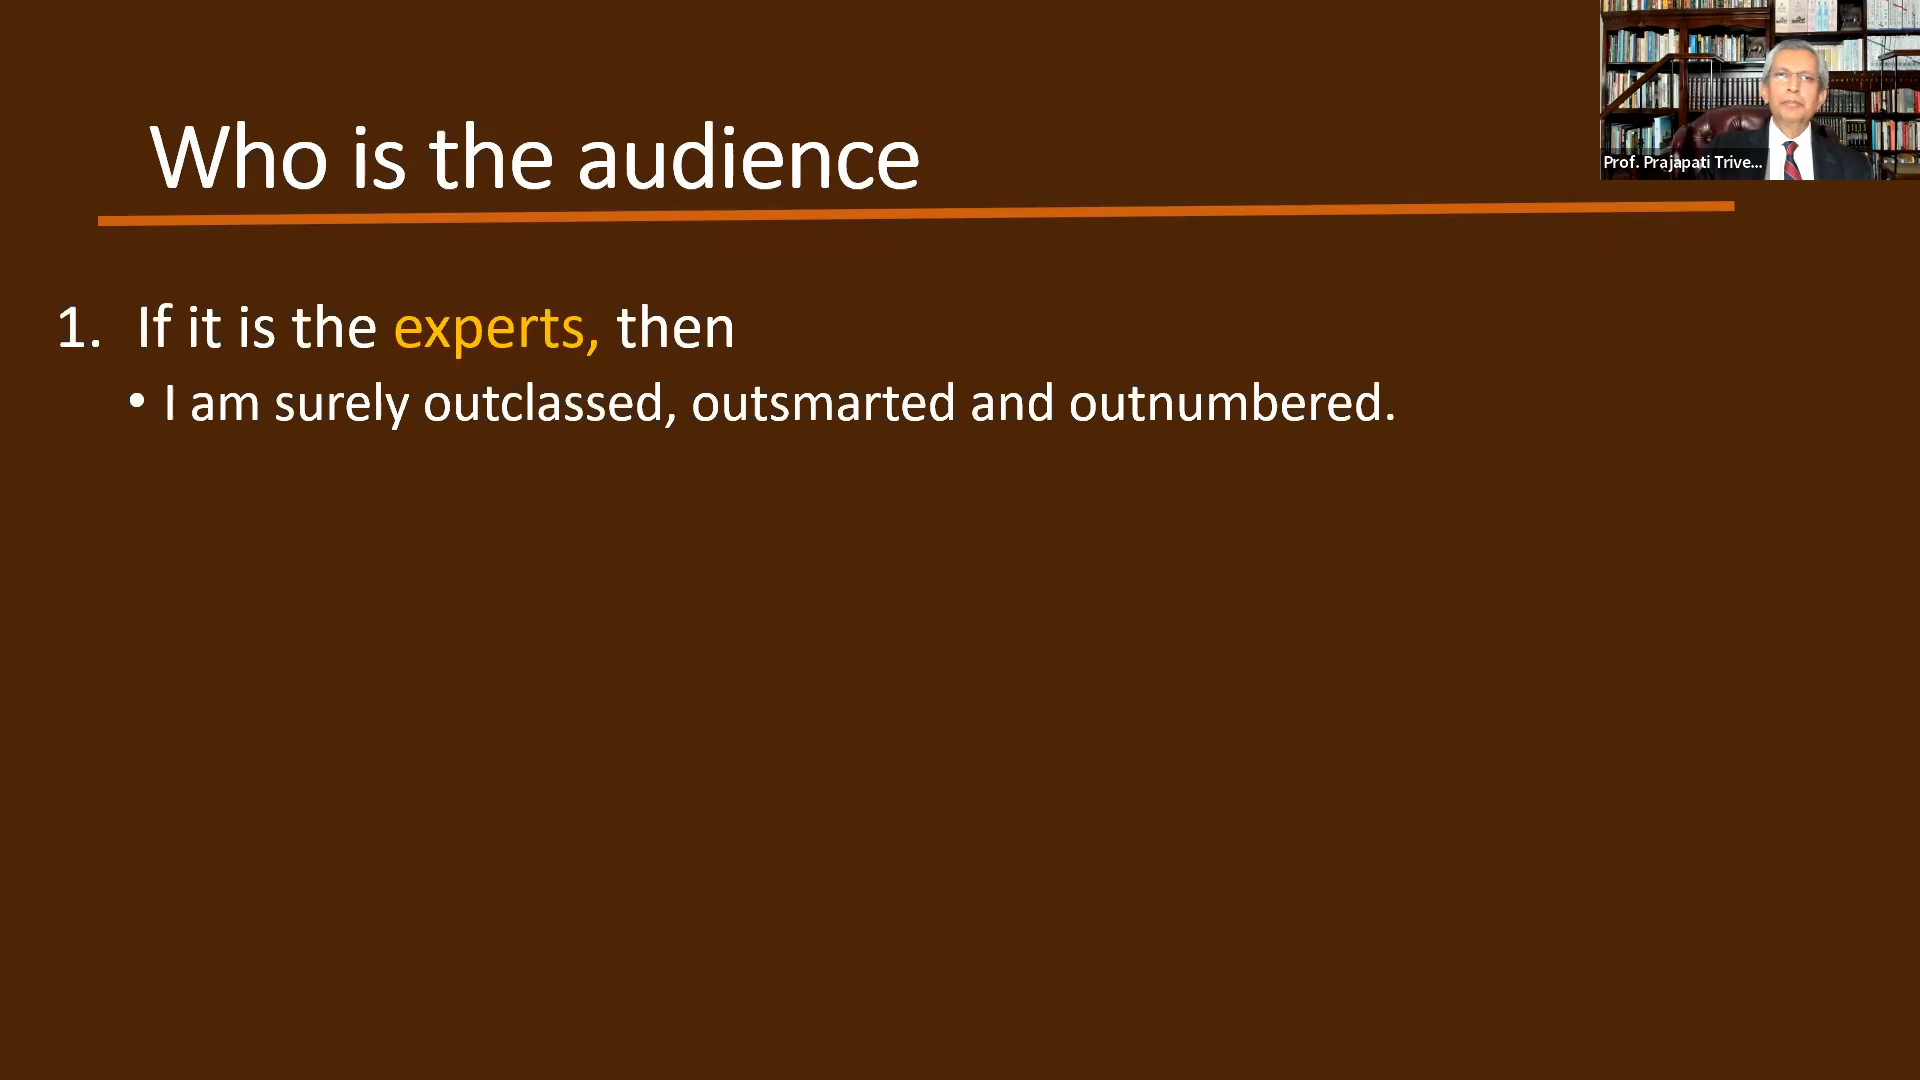 Who is the audience
Prof. Prajapati Trive...
1. If it is the experts, then
• I am surely outclassed, outsmarted and outnumbered.